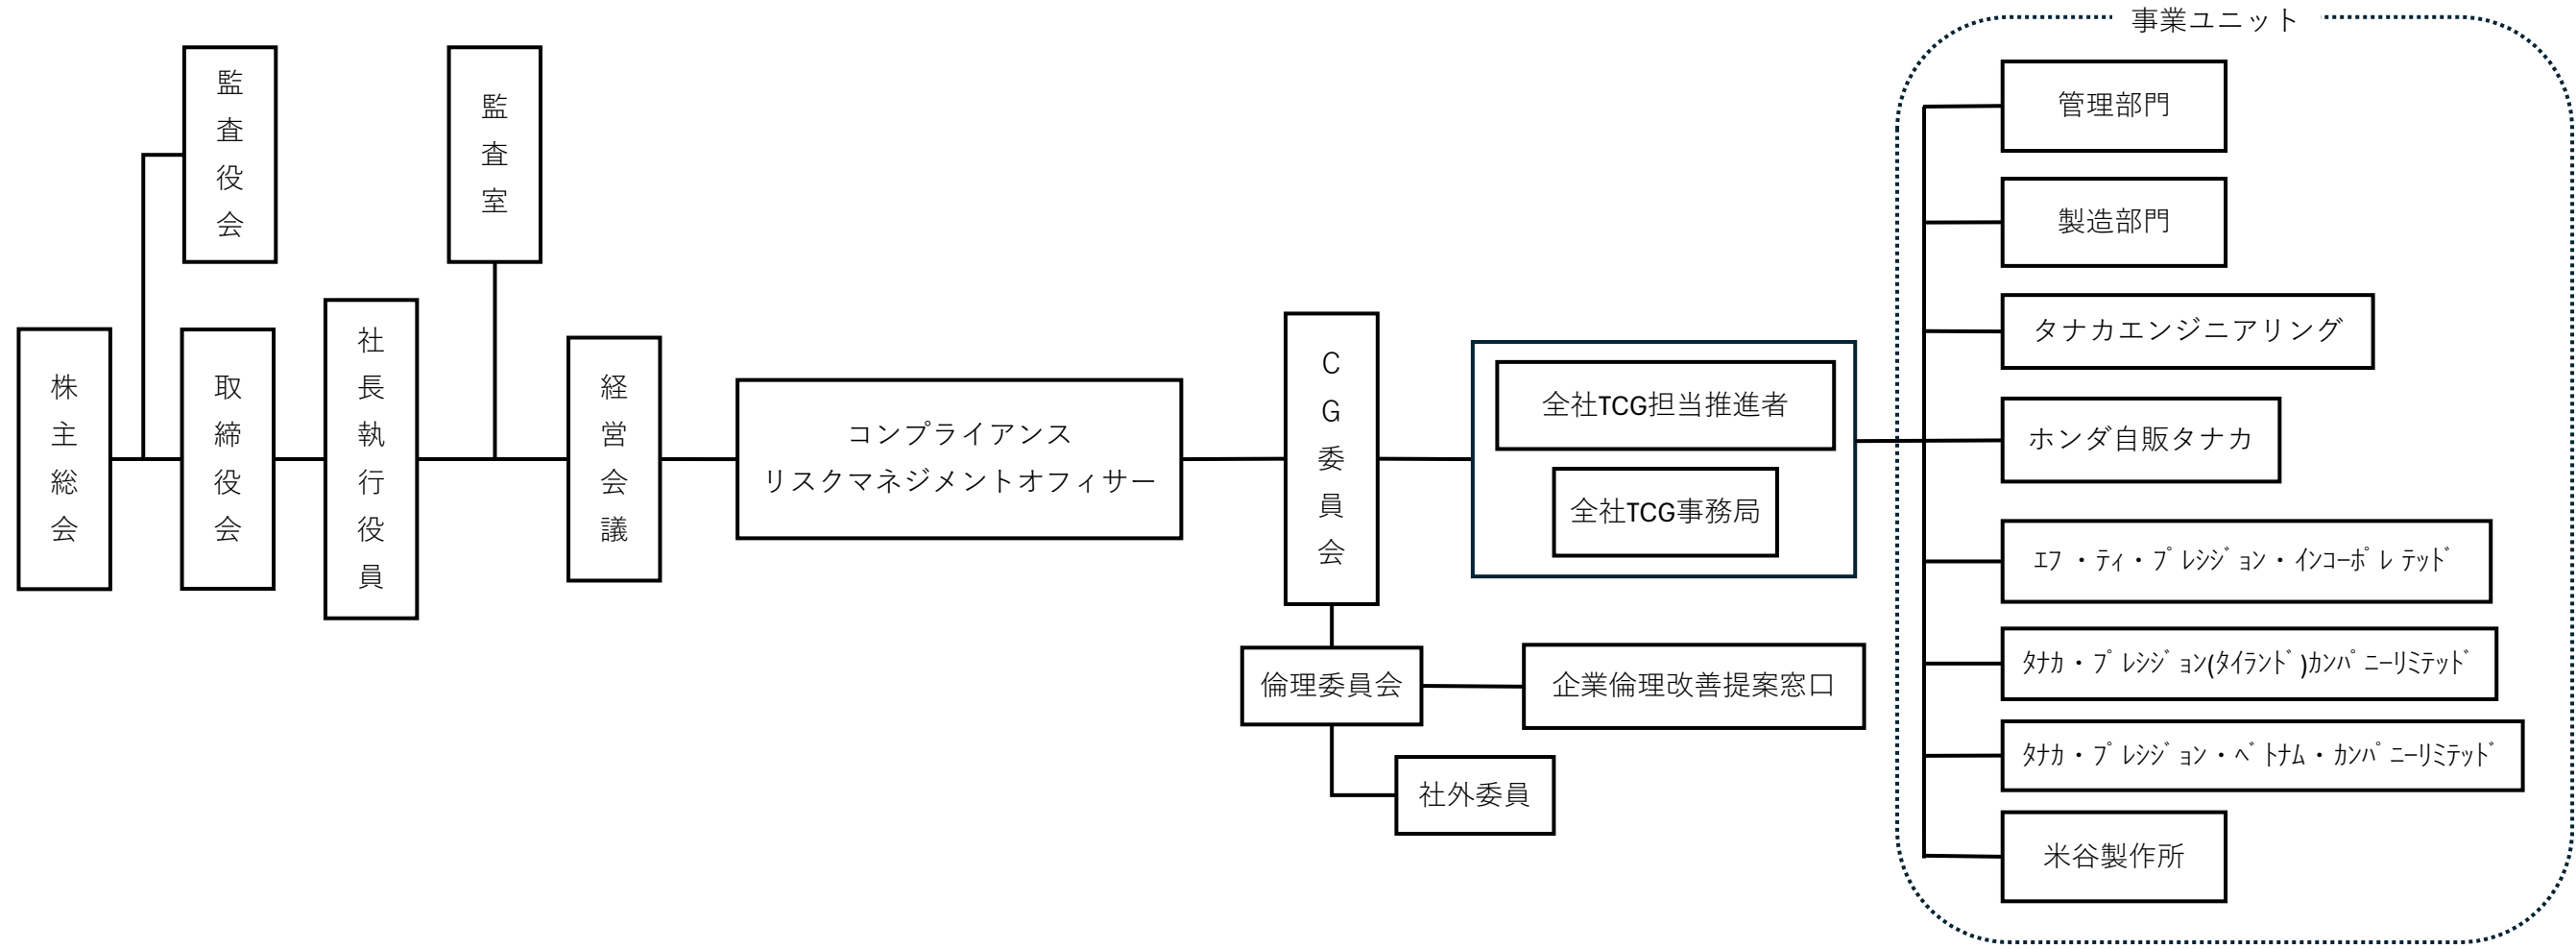 監査役会
監査室
株主総会
取締役会
社長執行役員
経営会議
コンプライアンス
リスクマネジメントオフィサー
CG委員会
全社TCG担当推進者
全社TCG事務局
倫理委員会
企業倫理改善提案窓口
社外委員
事業ユニット
管理部門
製造部門
タナカエンジニアリング
ホンダ自販タナカ
ｴﾌ・ﾃｨ・ﾌﾟﾚｼｼﾞｮﾝ・ｲﾝｺｰﾎﾟﾚﾃｯﾄﾞ
ﾀﾅｶ・ﾌﾟﾚｼｼﾞｮﾝ(ﾀｲﾗﾝﾄﾞ)ｶﾝﾊﾟﾆｰﾘﾐﾃｯﾄﾞ
ﾀﾅｶ・ﾌﾟﾚｼｼﾞｮﾝ・ﾍﾞﾄﾅﾑ・ｶﾝﾊﾟﾆｰﾘﾐﾃｯﾄﾞ
米谷製作所